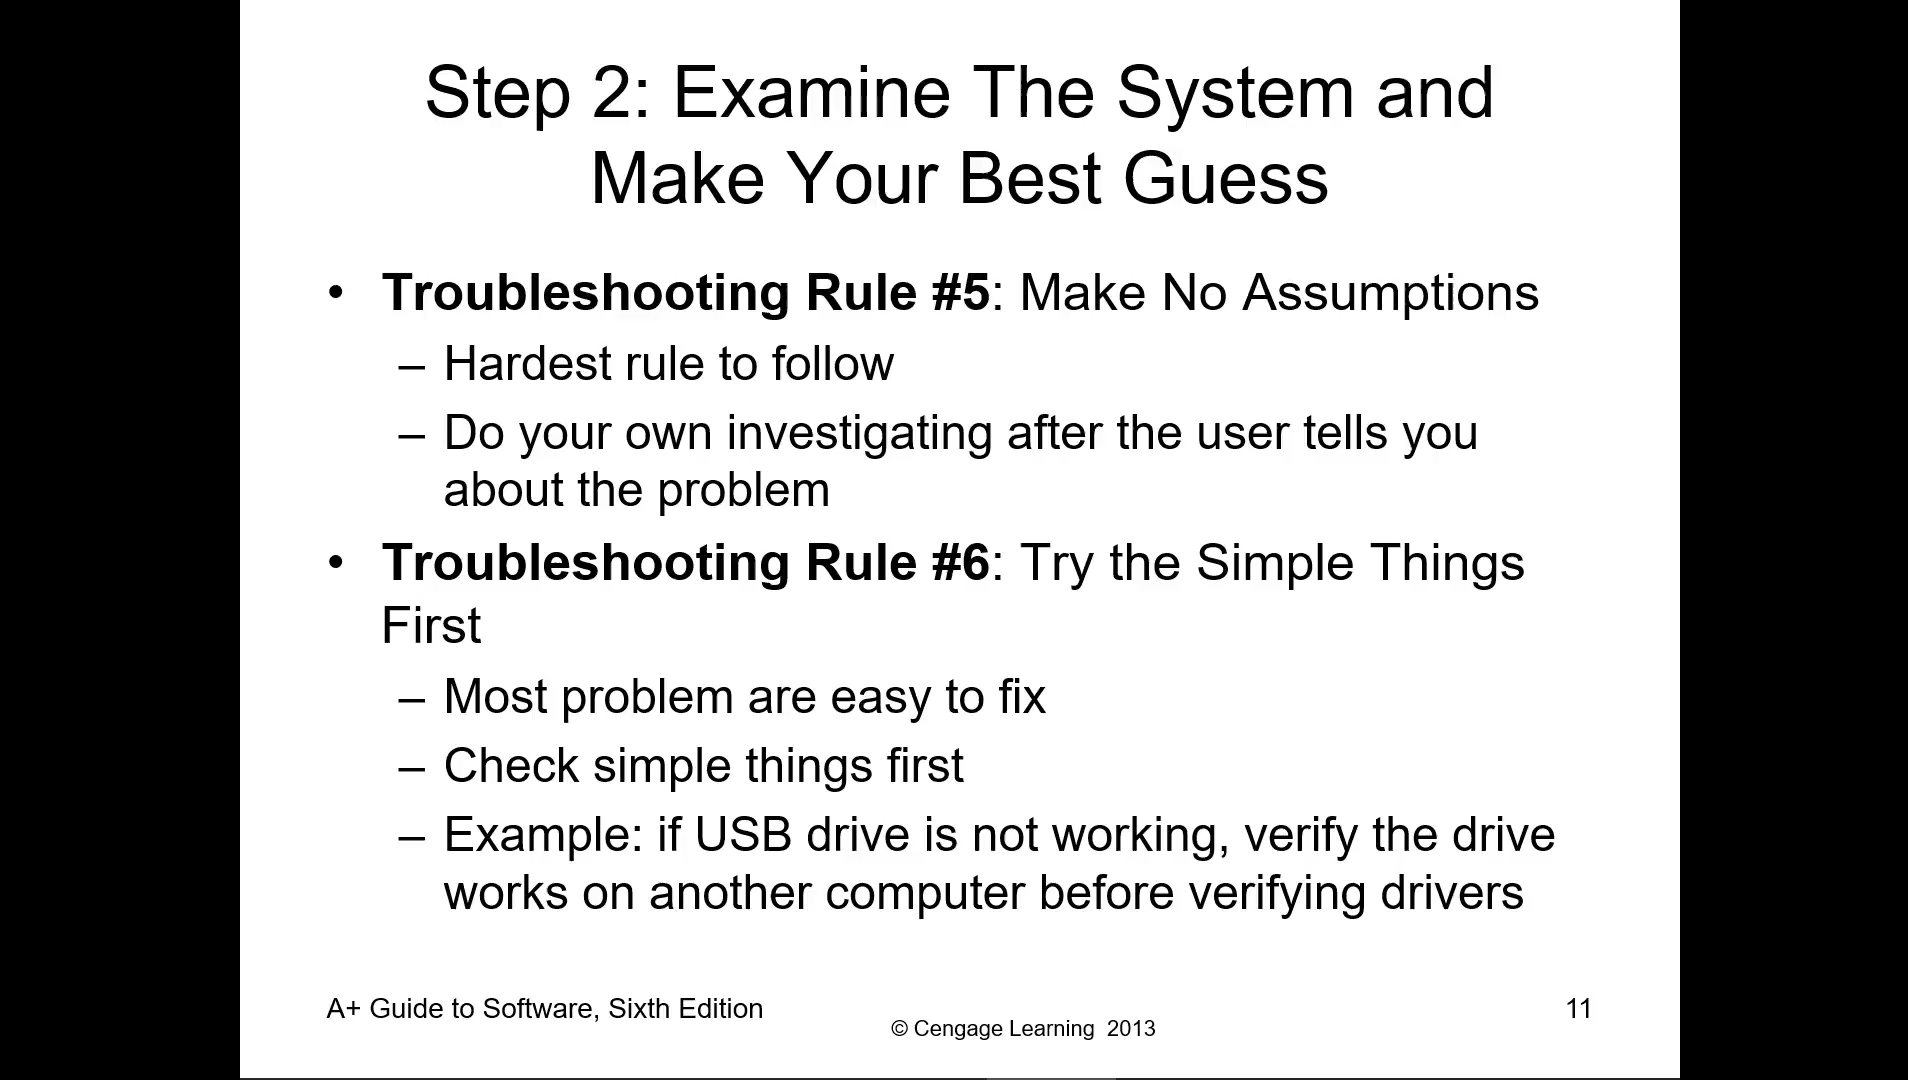 Step 2: Examine The System and
Make Your Best Guess
• Troubleshooting Rule #5: Make No Assumptions
– Hardest rule to follow
– Do your own investigating after the user tells you
about the problem
• Troubleshooting Rule #6: Try the Simple Things
First
– Most problem are easy to fix
– Check simple things first
– Example: if USB drive is not working, verify the drive
works on another computer before verifying drivers
A+ Guide to Software, Sixth Edition
© Cengage Learning 2013
11